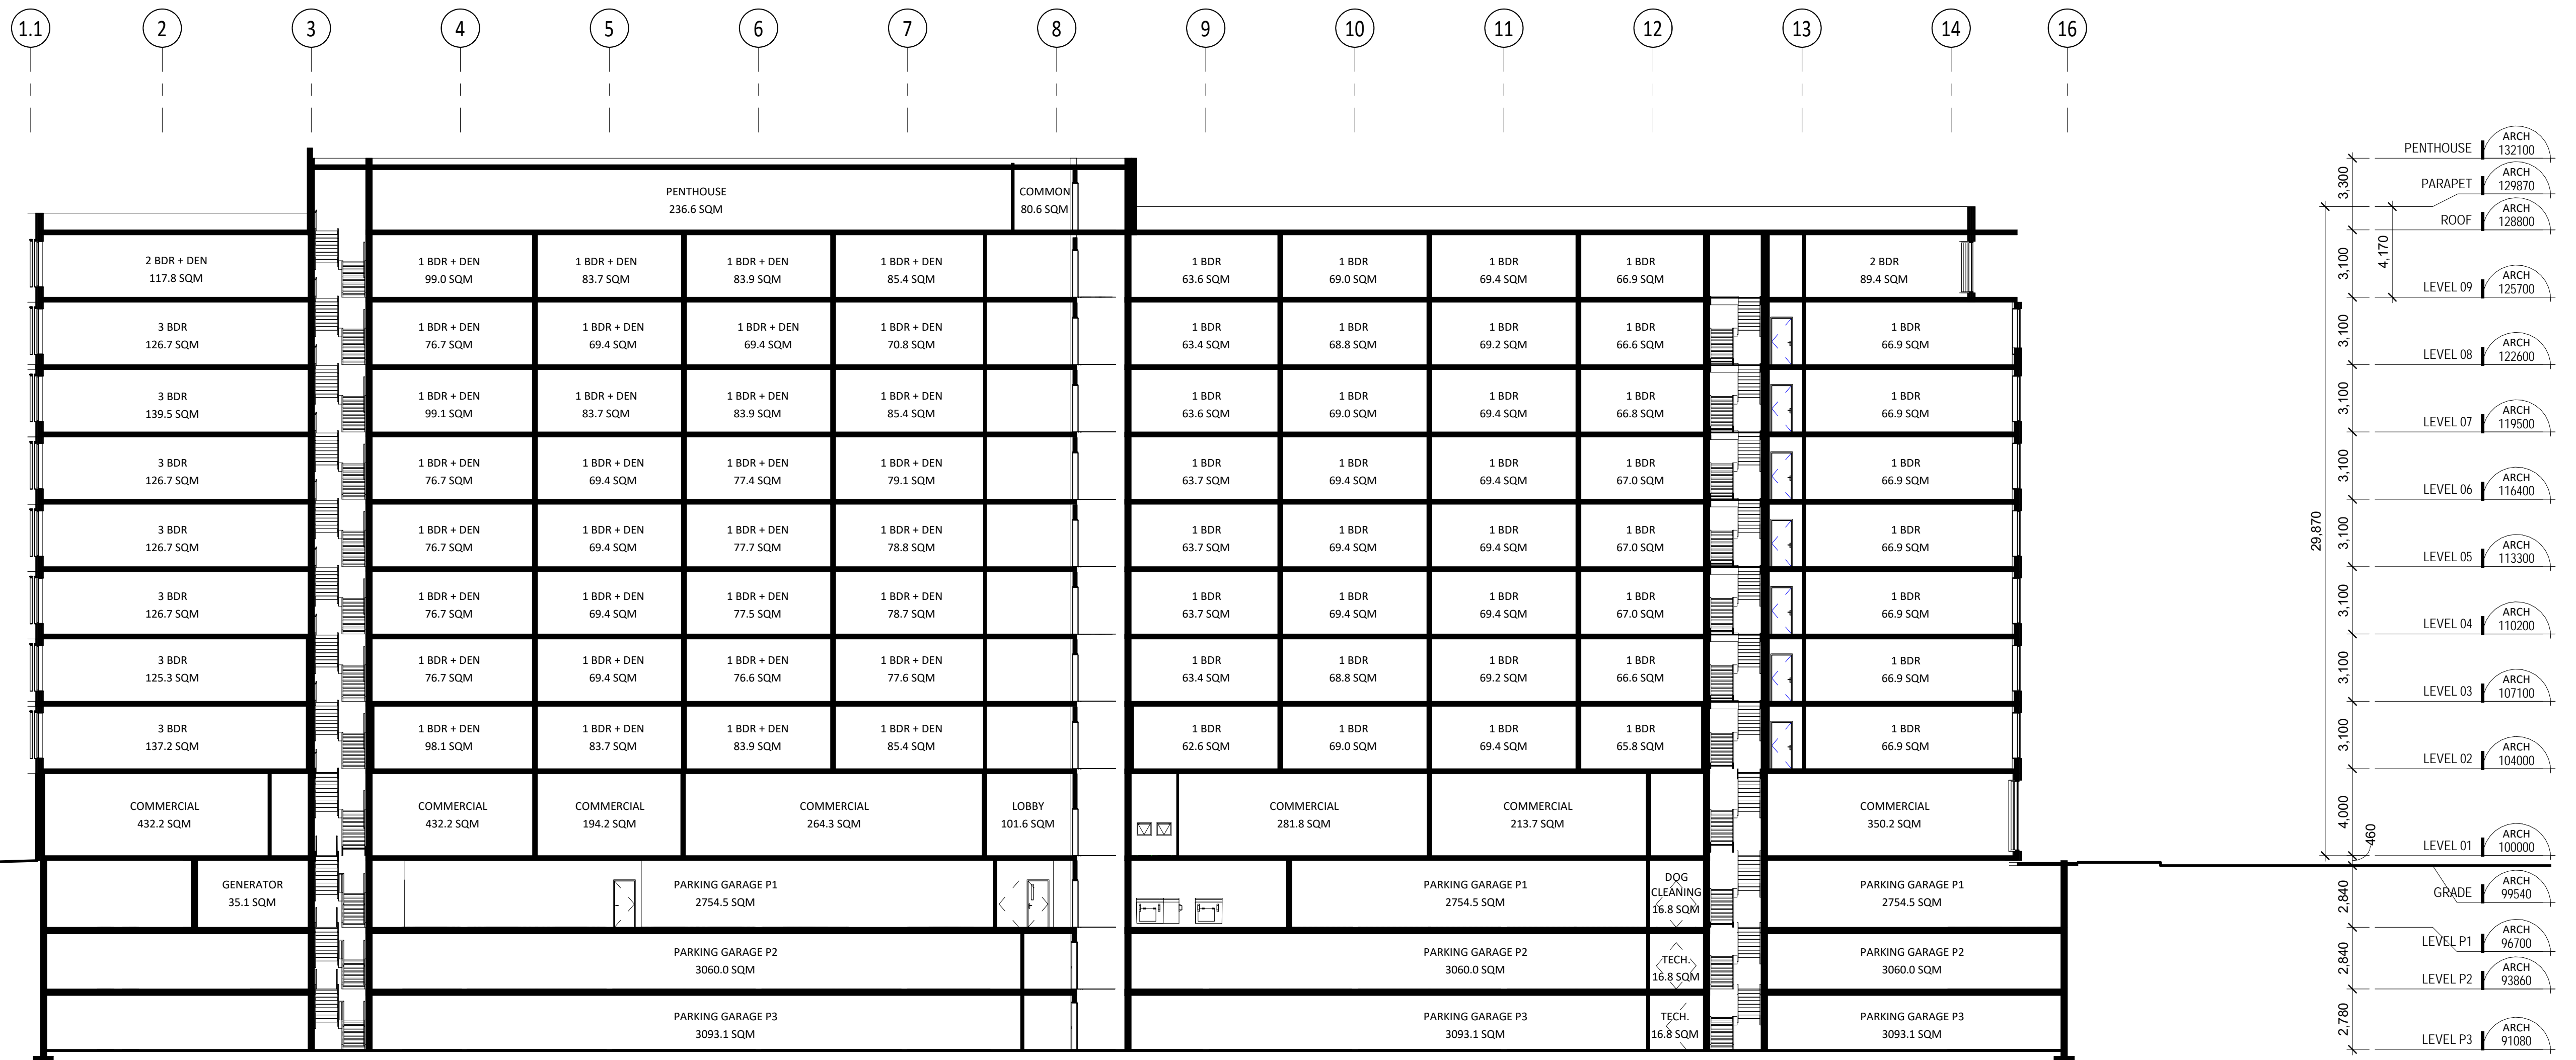 1.1 2 3 4 5 6 7 8 9 10 11 12 13 14 16
PENTHOUSE ARCH 132100
PARAPET ARCH 129870
ROOF ARCH 128800
LEVEL 09 ARCH 125700
LEVEL 08 ARCH 122600
LEVEL 07 ARCH 119500
LEVEL 06 ARCH 116400
LEVEL 05 ARCH 113300
LEVEL 04 ARCH 110200
LEVEL 03 ARCH 107100
LEVEL 02 ARCH 104000
LEVEL 01 ARCH 100000
GRADE ARCH 99540
LEVEL P1 ARCH 96700
LEVEL P2 ARCH 93860
LEVEL P3 ARCH 91080
3,300
3,100
4,170
3,100
3,100
3,100
3,100
3,100
3,100
3,100
29,870
4,000
460
2,840
2,840
2,780
PENTHOUSE COMMON
236.6 SQM 80.6 SQM
2 BDR + DEN 1 BDR + DEN 1 BDR + DEN 1 BDR + DEN 1 BDR + DEN 1 BDR 1 BDR 1 BDR 1 BDR 2 BDR
117.8 SQM 99.0 SQM 83.7 SQM 83.9 SQM 85.4 SQM 63.6 SQM 69.0 SQM 69.4 SQM 66.9 SQM 89.4 SQM
3 BDR 1 BDR + DEN 1 BDR + DEN 1 BDR + DEN 1 BDR + DEN 1 BDR 1 BDR 1 BDR 1 BDR 1 BDR
126.7 SQM 76.7 SQM 69.4 SQM 69.4 SQM 70.8 SQM 63.4 SQM 68.8 SQM 69.2 SQM 66.6 SQM 66.9 SQM
3 BDR 1 BDR + DEN 1 BDR + DEN 1 BDR + DEN 1 BDR + DEN 1 BDR 1 BDR 1 BDR 1 BDR 1 BDR
139.5 SQM 99.1 SQM 83.7 SQM 83.9 SQM 85.4 SQM 63.6 SQM 69.0 SQM 69.4 SQM 66.8 SQM 66.9 SQM
3 BDR 1 BDR + DEN 1 BDR + DEN 1 BDR + DEN 1 BDR + DEN 1 BDR 1 BDR 1 BDR 1 BDR 1 BDR
126.7 SQM 76.7 SQM 69.4 SQM 77.4 SQM 79.1 SQM 63.7 SQM 69.4 SQM 69.4 SQM 67.0 SQM 66.9 SQM
3 BDR 1 BDR + DEN 1 BDR + DEN 1 BDR + DEN 1 BDR + DEN 1 BDR 1 BDR 1 BDR 1 BDR 1 BDR
126.7 SQM 76.7 SQM 69.4 SQM 77.7 SQM 78.8 SQM 63.7 SQM 69.4 SQM 69.4 SQM 67.0 SQM 66.9 SQM
3 BDR 1 BDR + DEN 1 BDR + DEN 1 BDR + DEN 1 BDR + DEN 1 BDR 1 BDR 1 BDR 1 BDR 1 BDR
126.7 SQM 76.7 SQM 69.4 SQM 77.5 SQM 78.7 SQM 63.7 SQM 69.4 SQM 69.4 SQM 67.0 SQM 66.9 SQM
3 BDR 1 BDR + DEN 1 BDR + DEN 1 BDR + DEN 1 BDR + DEN 1 BDR 1 BDR 1 BDR 1 BDR 1 BDR
125.3 SQM 76.7 SQM 69.4 SQM 76.6 SQM 77.6 SQM 63.4 SQM 68.8 SQM 69.2 SQM 66.6 SQM 66.9 SQM
3 BDR 1 BDR + DEN 1 BDR + DEN 1 BDR + DEN 1 BDR + DEN 1 BDR 1 BDR 1 BDR 1 BDR 1 BDR
137.2 SQM 98.1 SQM 83.7 SQM 83.9 SQM 85.4 SQM 62.6 SQM 69.0 SQM 69.4 SQM 65.8 SQM 66.9 SQM
COMMERCIAL COMMERCIAL COMMERCIAL COMMERCIAL LOBBY COMMERCIAL COMMERCIAL COMMERCIAL
432.2 SQM 432.2 SQM 194.2 SQM 264.3 SQM 101.6 SQM 281.8 SQM 213.7 SQM 350.2 SQM
GENERATOR PARKING GARAGE P1 PARKING GARAGE P1 DOG CLEANING PARKING GARAGE P1
35.1 SQM 2754.5 SQM 2754.5 SQM 16.8 SQM 2754.5 SQM
PARKING GARAGE P2 PARKING GARAGE P2 TECH. PARKING GARAGE P2
3060.0 SQM 3060.0 SQM 16.8 SQM 3060.0 SQM
PARKING GARAGE P3 PARKING GARAGE P3 TECH. PARKING GARAGE P3
3093.1 SQM 3093.1 SQM 16.8 SQM 3093.1 SQM